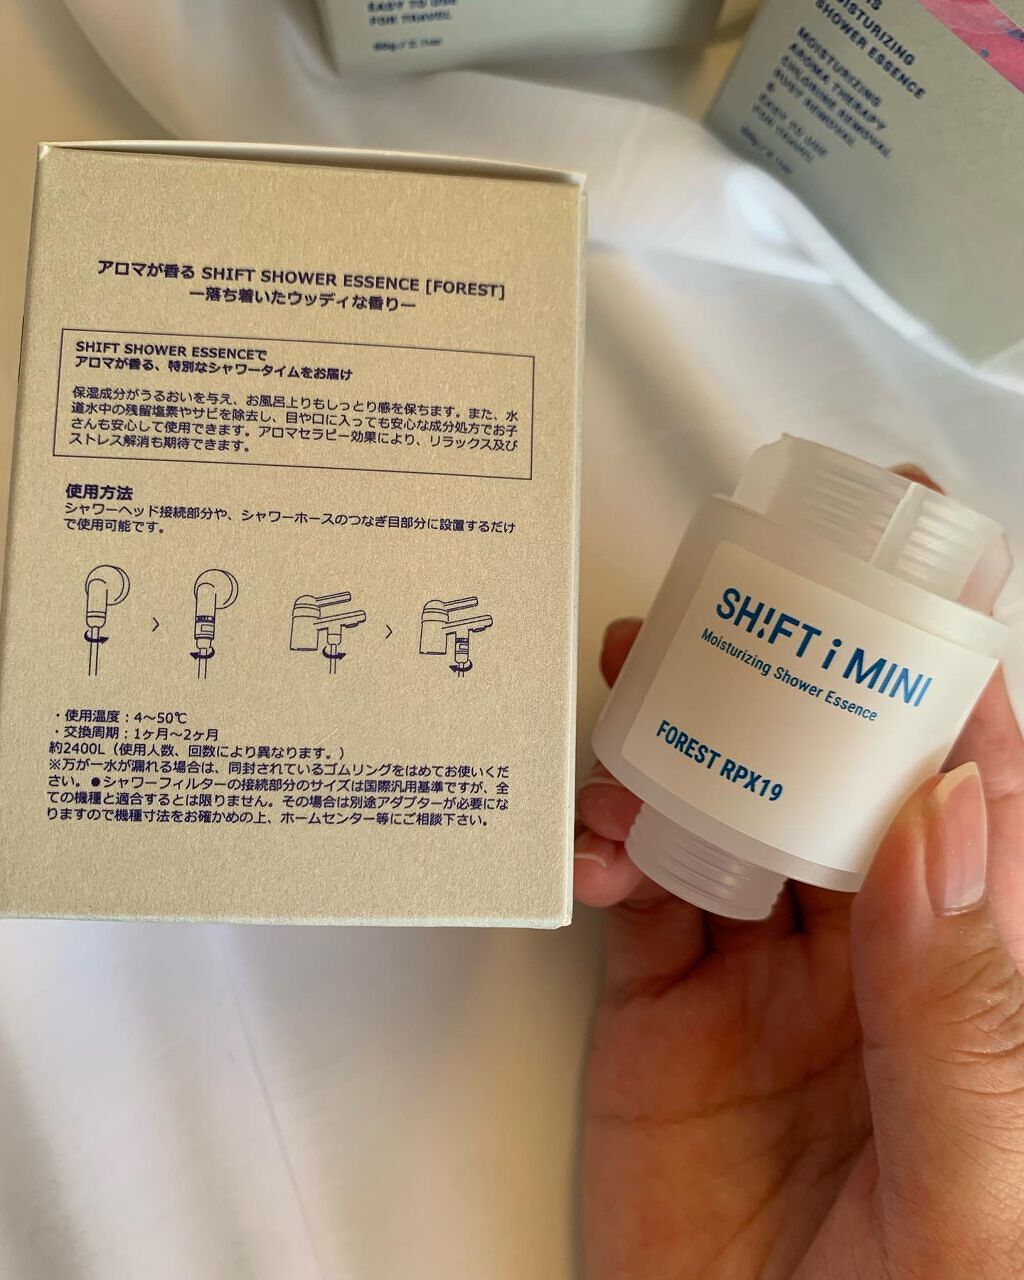 EASY TO USE
FOR TRAVEL
60g / 2.11oz
MOISTURIZING
SHOWER ESSENCE
MOISTURIZING
AROMA THERAPY
CHLORINE REMOVAL
RUST REMOVAL
&
EASY TO USE
FOR TRAVEL
60g / 2.11oz
アロマが香る SHIFT SHOWER ESSENCE [FOREST]
ー落ち着いたウッディな香りー
SHIFT SHOWER ESSENCEで
アロマが香る、特別なシャワータイムをお届け
保湿成分がうるおいを与え、お風呂上りもしっとり感を保ちます。また、水
道水中の残留塩素やサビを除去し、目や口に入っても安心な成分処方でお子
さんも安心して使用できます。アロマセラピー効果により、リラックス及び
ストレス解消も期待できます。
使用方法
シャワーヘッド接続部分や、シャワーホースのつなぎ目部分に設置するだけ
で使用可能です。
・使用温度：4～50℃
・交換周期：1ヶ月～2ヶ月
約2400L（使用人数、回数により異なります。）
※万が一水が漏れる場合は、同封されているゴムリングをはめてお使いくだ
さい。●シャワーフィルターの接続部分のサイズは国際汎用基準ですが、全
ての機種と適合するとは限りません。その場合は別途アダプターが必要にな
りますので機種寸法をお確かめの上、ホームセンター等にご相談下さい。
SH!FT i MINI
Moisturizing Shower Essence
FOREST RPX19